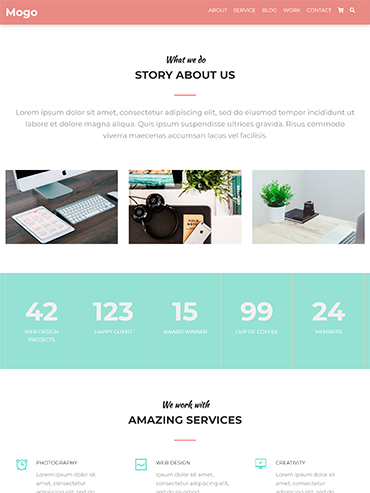 Mogo
ABOUT SERVICE BLOG WORK CONTACT
What we do
STORY ABOUT US
Lorem ipsum dolor sit amet, consectetur adipiscing elit, sed do eiusmod tempor incididunt ut
labore et dolore magna aliqua. Quis ipsum suspendisse ultrices gravida. Risus commodo
viverra maecenas accumsan lacus vel facilisis.
42 123 15 99 24
WEB DESIGN HAPPY CLIENT AWARD WINNER CUP OF COFFEE MEMBERS
PROJECTS
We work with
AMAZING SERVICES
PHOTOGRAPHY WEB DESIGN CREATIVITY
Lorem ipsum dolor sit Lorem ipsum dolor sit Lorem ipsum dolor sit
amet, consectetur amet, consectetur amet, consectetur
adipiscing elit, sed adipiscing elit, sed adipiscing elit, sed